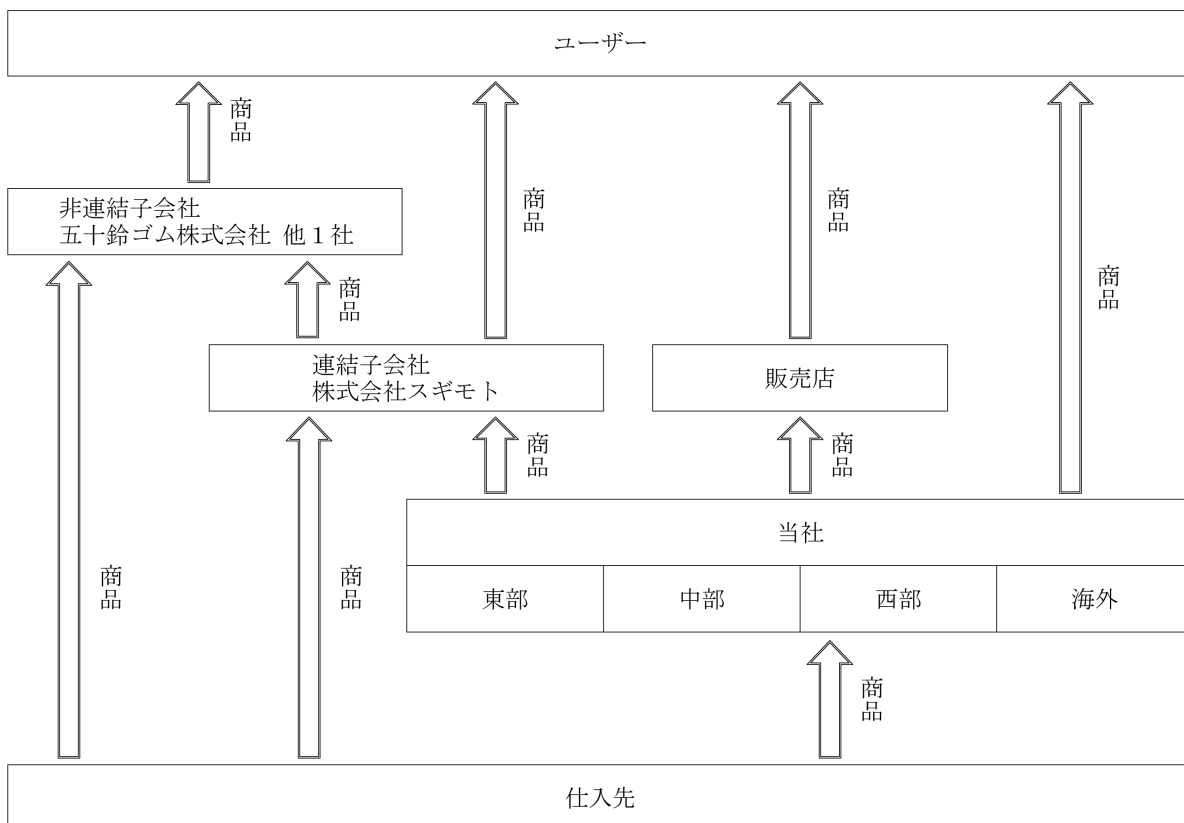 ユーザー
商品
非連結子会社
五十鈴ゴム株式会社 他1社
商品
商品
商品
連結子会社
株式会社スギモト
販売店
商品
商品
商品
当社
東部
中部
西部
海外
商品
商品
商品
仕入先